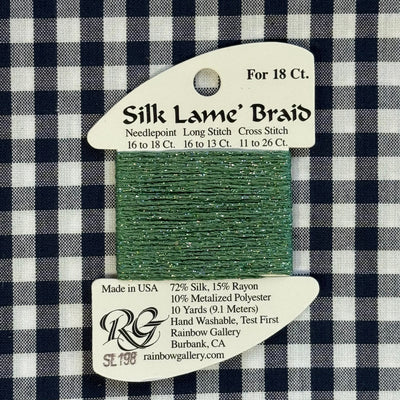 For 18 Ct.
Silk Lame' Braid
Needlepoint Long Stitch Cross Stitch
16 to 18 Ct. 16 to 13 Ct. 11 to 26 Ct.
Made in USA
72% Silk, 15% Rayon
10% Metalized Polyester
10 Yards (9.1 Meters)
Hand Washable, Test First
Rainbow Gallery
Burbank, CA
rainbowgallery.com
RG
SL198